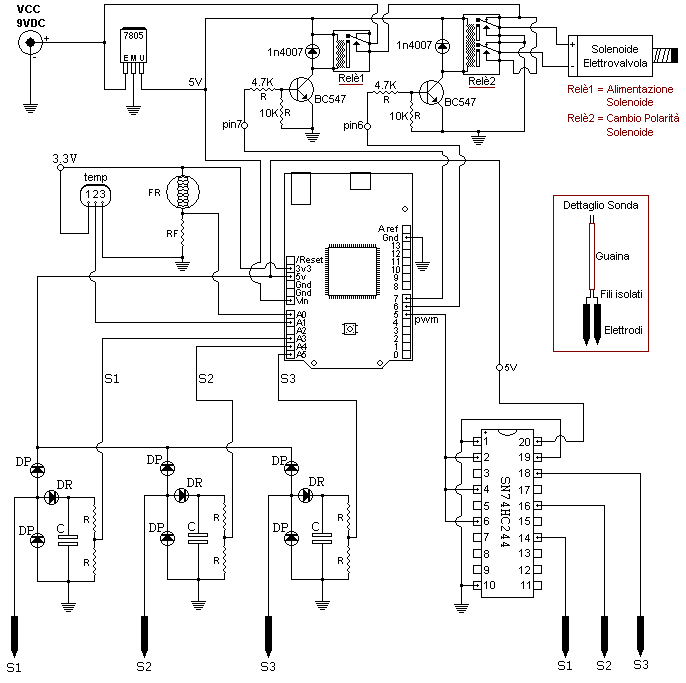 VCC
9VDC
+
-
7805
E M U
5V
1n4007
Relè1
4.7K
R
BC547
10K
R
pin7
1n4007
Relè2
4.7K
R
BC547
10K
R
pin6
+
-
Solenoide
Elettrovalvola
Relè1 = Alimentazione
Solenoide
Relè2 = Cambio Polarità
Solenoide
3.3V
temp
123
FR
RF
A ref
Gnd
13
12
11
10
9
8
/Reset
3v3
5v
Gnd
Gnd
Vin
7
6
5
4
3
2
1
0
pwm
A0
A1
A2
A3
A4
A5
Dettaglio Sonda
Guaina
Fili isolati
Elettrodi
S1
S2
S3
5V
DP
DR
DP
C
R
R
DP
DR
DP
C
R
R
DP
DR
DP
C
R
R
SN74HC244
1
2
3
4
5
6
7
8
9
10
20
19
18
17
16
15
14
13
12
11
S1
S2
S3
S1
S2
S3